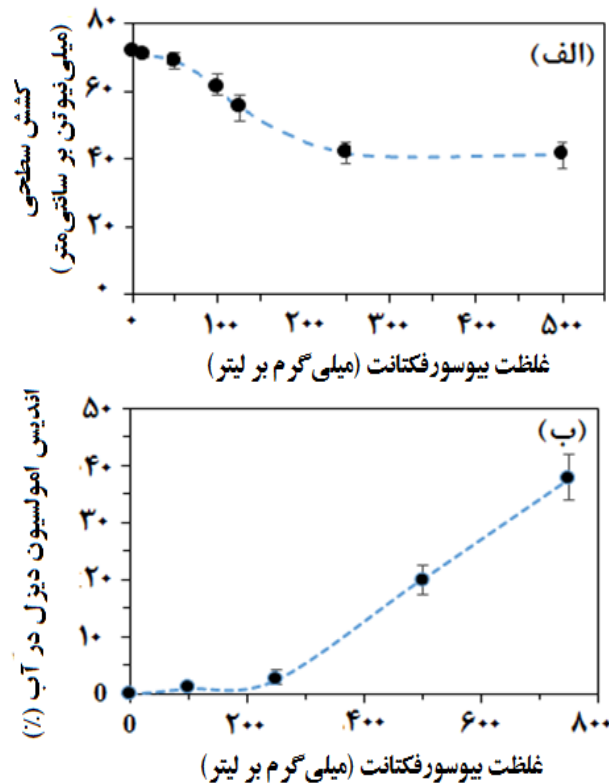 (الف)
کشش سطحی
(میلی‌نیوتن بر سانتی‌متر)
۸۰
۶۰
۴۰
۲۰
۰
۰ ۱۰۰ ۲۰۰ ۳۰۰ ۴۰۰ ۵۰۰
غلظت بیوسورفکتانت (میلی‌گرم بر لیتر)
(ب)
اندیس امولسیون دیزل در آب (٪)
۵۰
۴۰
۳۰
۲۰
۱۰
0
0 ۲۰۰ ۴۰۰ ۶۰۰ ۸۰۰
غلظت بیوسورفکتانت (میلی‌گرم بر لیتر)